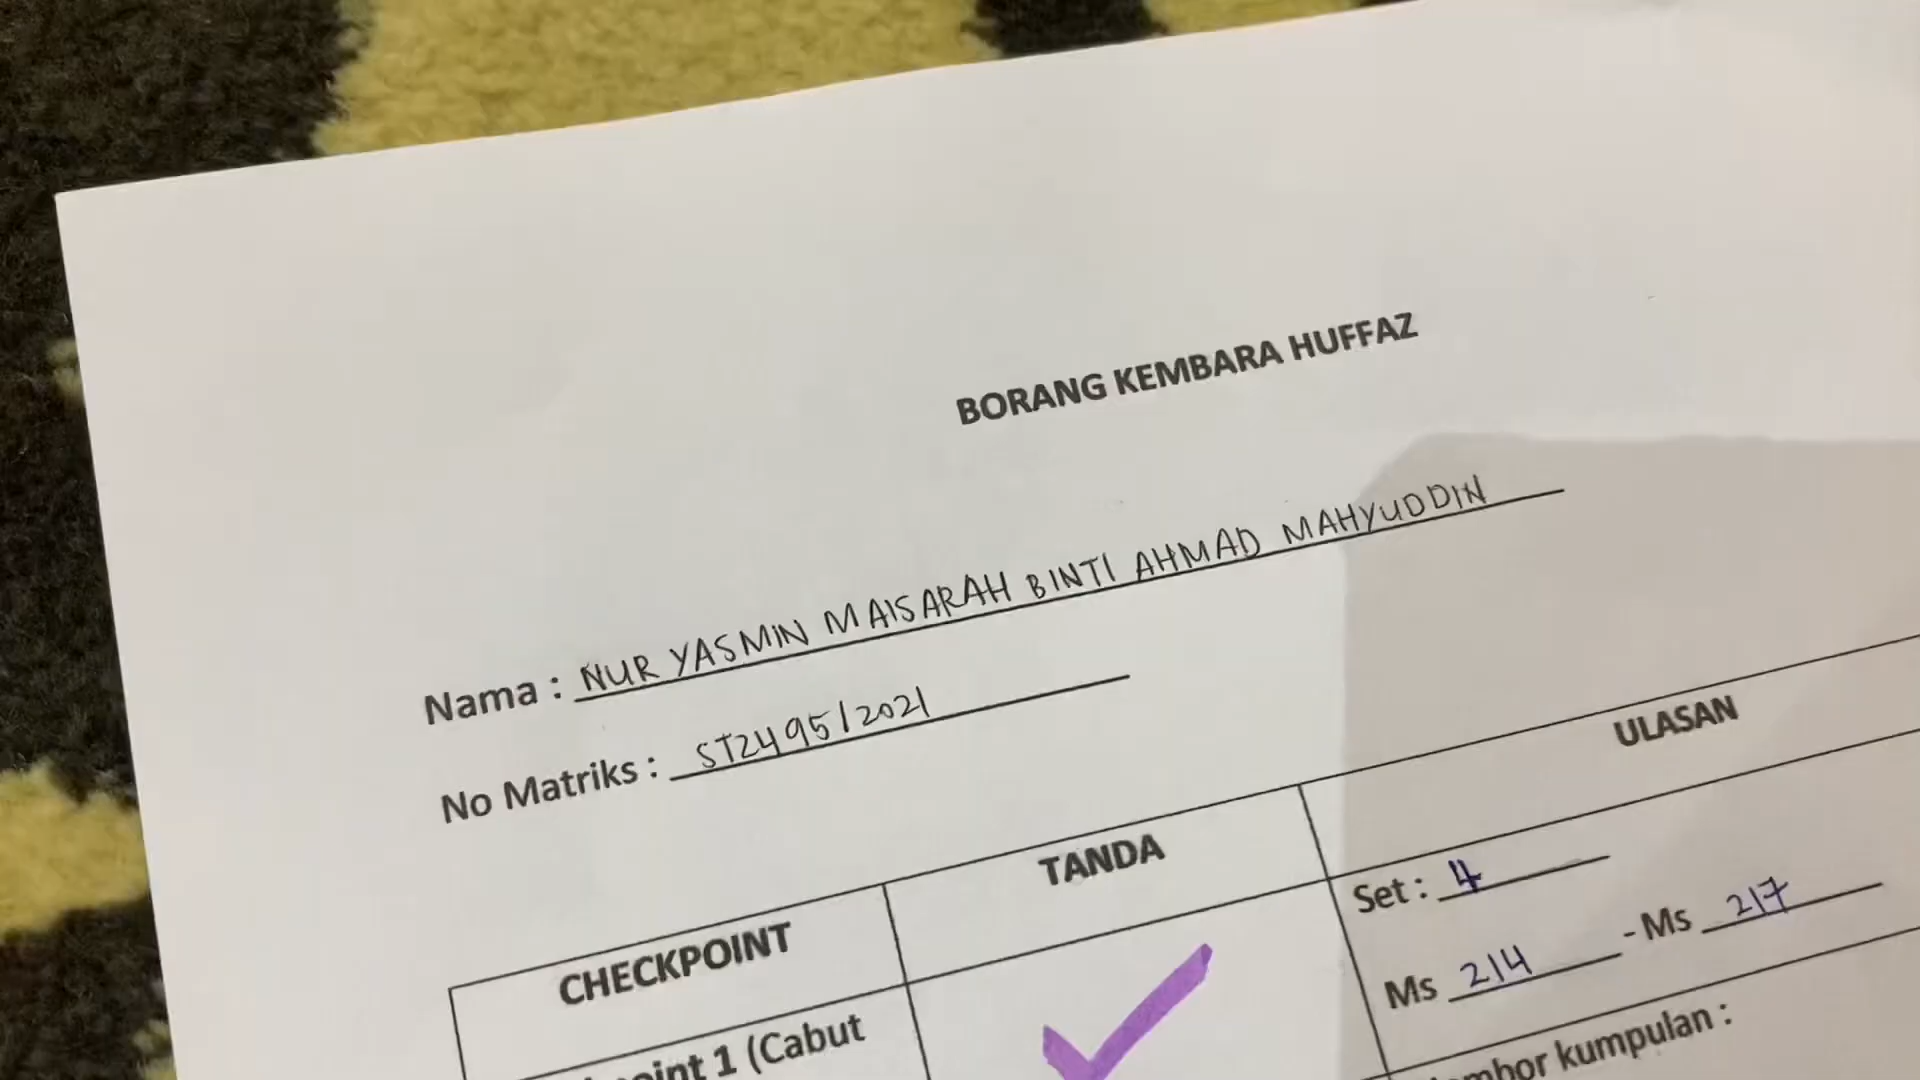 BORANG KEMBARA HUFFAZ
Nama : NUR YASMIN MAISARAH BINTI AHMAD MAHYUDDIN
No Matriks : ST2495/2021
CHECKPOINT TANDA ULASAN
point 1 (Cabut
Set : 4
Ms 214 - Ms 217
kumpulan :